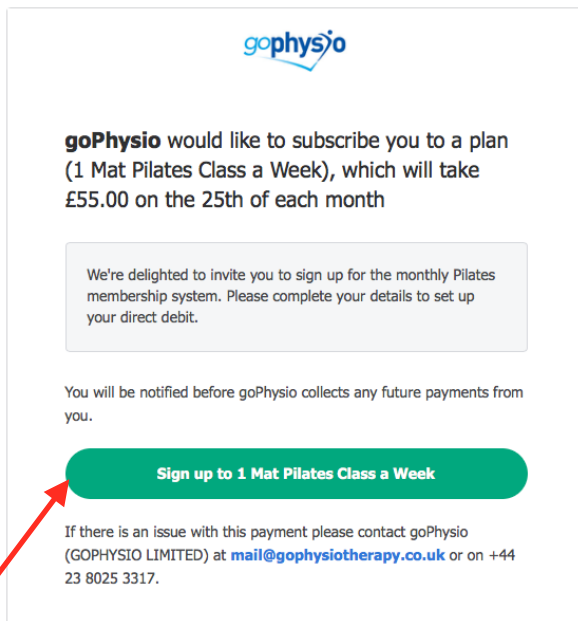 gophysio
goPhysio would like to subscribe you to a plan
(1 Mat Pilates Class a Week), which will take
£55.00 on the 25th of each month
We're delighted to invite you to sign up for the monthly Pilates
membership system. Please complete your details to set up
your direct debit.
You will be notified before goPhysio collects any future payments from
you.
Sign up to 1 Mat Pilates Class a Week
If there is an issue with this payment please contact goPhysio
(GOPHYSIO LIMITED) at mail@gophysiotherapy.co.uk or on +44
23 8025 3317.